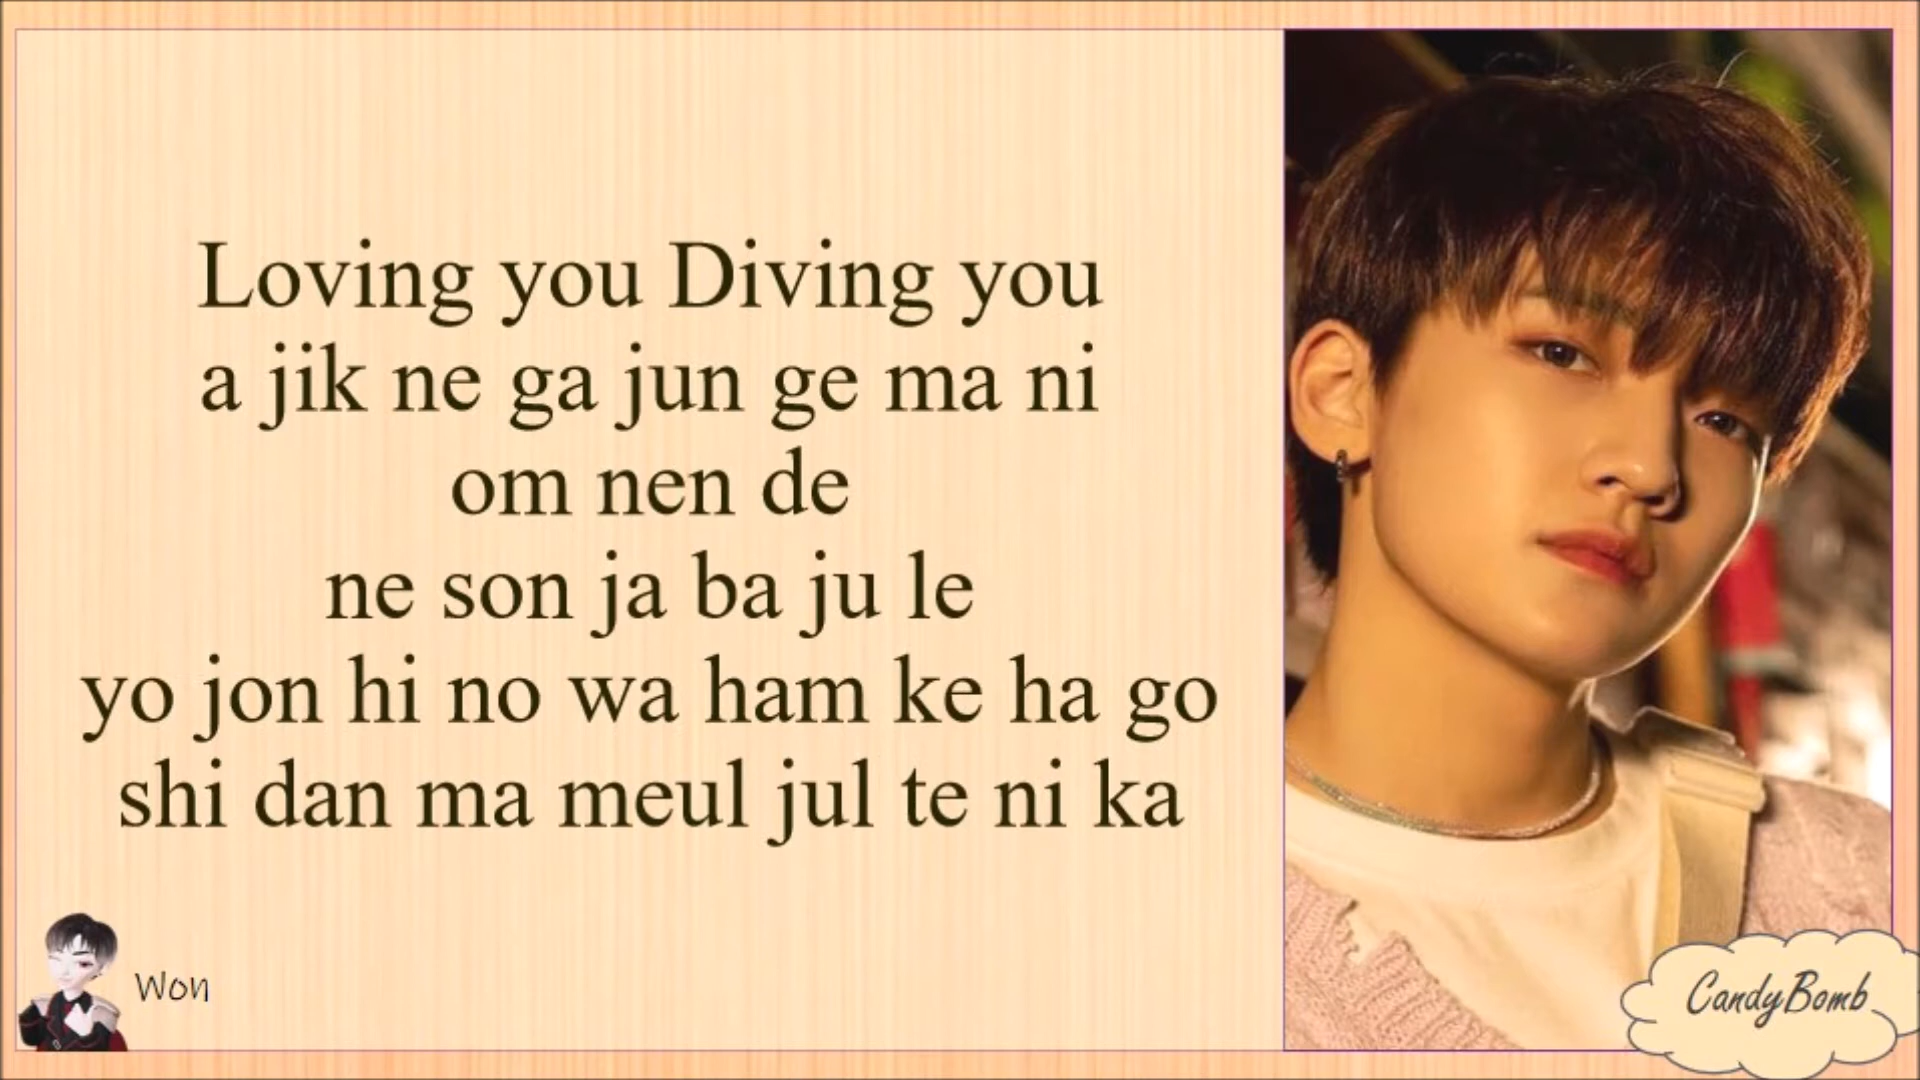 Loving you Diving you
a jik ne ga jun ge ma ni
om nen de
ne son ja ba ju le
yo jon hi no wa ham ke ha go
shi dan ma meul jul te ni ka
Won
CandyBomb